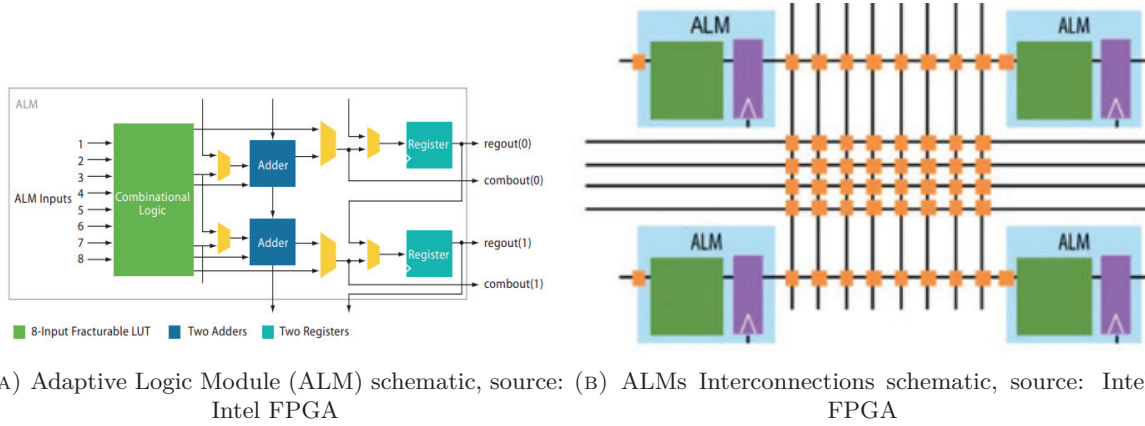 ALM
1
2
3
ALM Inputs
4
5
6
7
8
Combinational
Logic
Adder
Adder
Register
Register
regout(0)
combout(0)
regout(1)
combout(1)
8-Input Fracturable LUT
Two Adders
Two Registers
ALM
ALM
ALM
ALM
A) Adaptive Logic Module (ALM) schematic, source:
Intel FPGA
(B) ALMs Interconnections schematic, source: Inte
FPGA